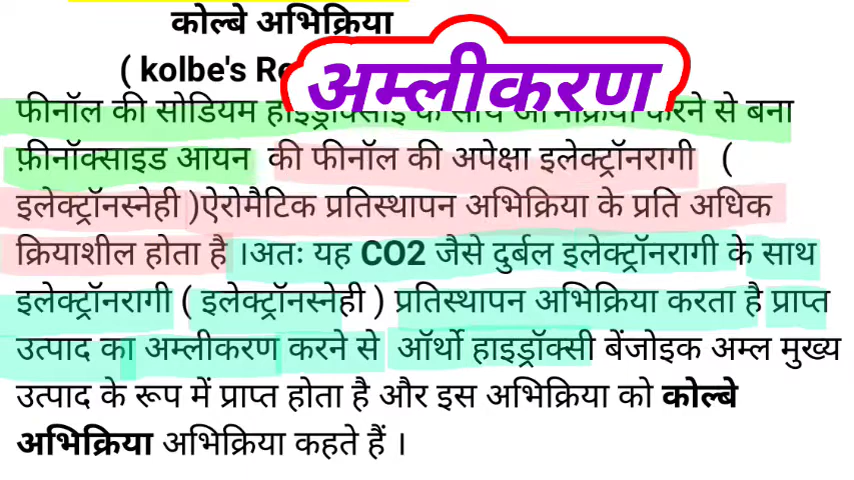 कोल्बे अभिक्रिया
( kolbe's
अम्लीकरण
फीनॉल की सोडियम के साथ करने से बना
फ़ीनॉक्साइड आयन की फीनॉल की अपेक्षा इलेक्ट्रॉनरागी (
इलेक्ट्रॉनस्नेही )ऐरोमैटिक प्रतिस्थापन अभिक्रिया के प्रति अधिक
क्रियाशील होता है ।अतः यह CO2 जैसे दुर्बल इलेक्ट्रॉनरागी के साथ
इलेक्ट्रॉनरागी ( इलेक्ट्रॉनस्नेही ) प्रतिस्थापन अभिक्रिया करता है प्राप्त
उत्पाद का अम्लीकरण करने से ऑर्थो हाइड्रॉक्सी बेंजोइक अम्ल मुख्य
उत्पाद के रूप में प्राप्त होता है और इस अभिक्रिया को कोल्बे
अभिक्रिया अभिक्रिया कहते हैं ।